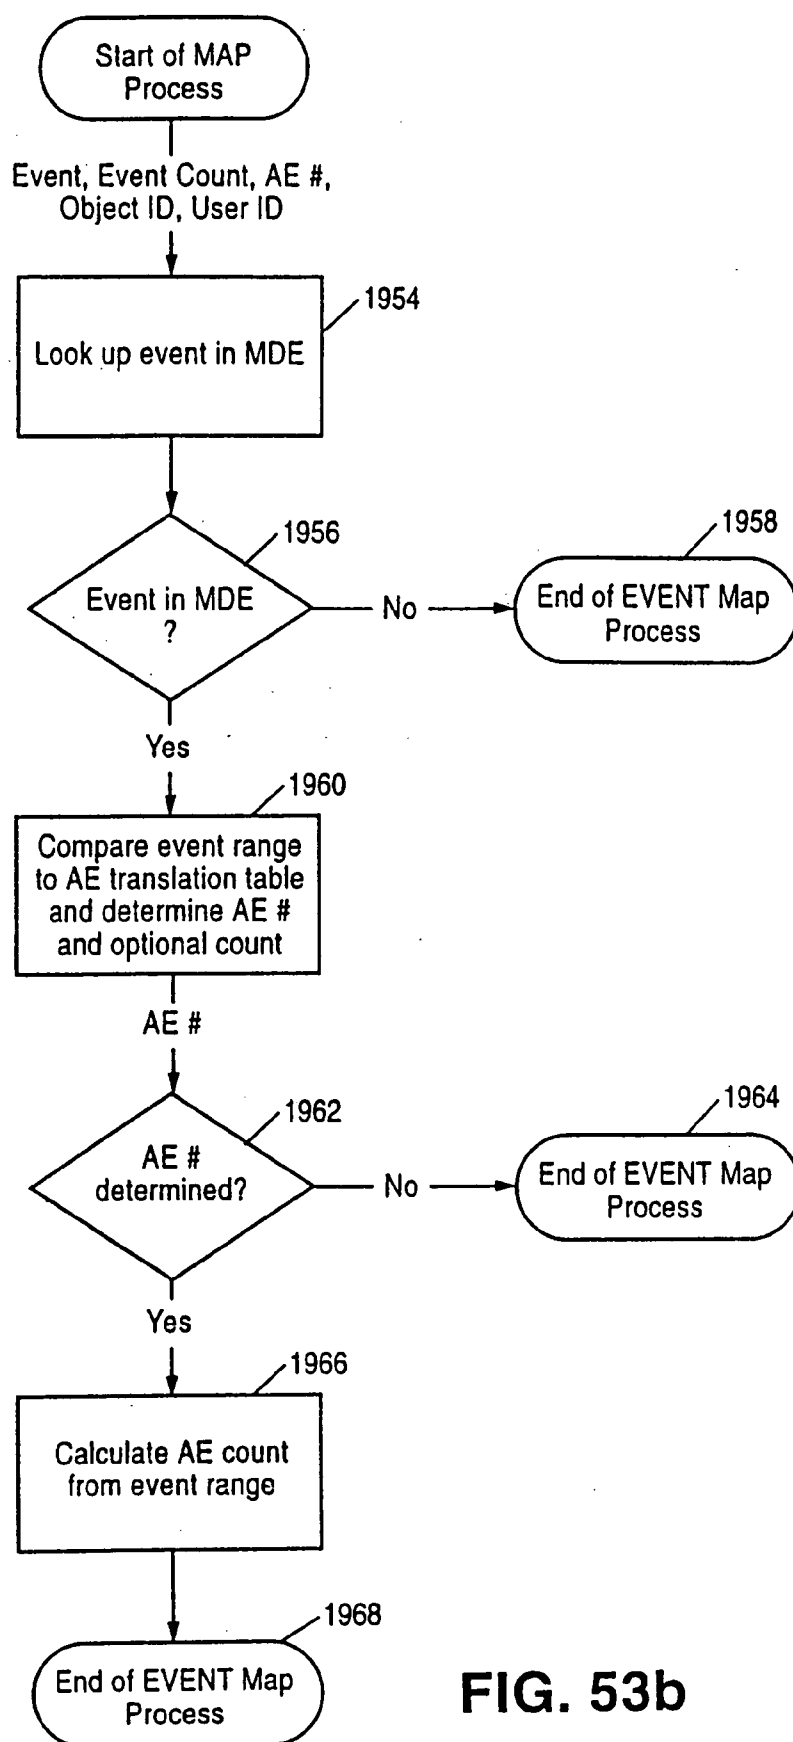 Start of MAP
Process
Event, Event Count, AE #,
Object ID, User ID
1954
Look up event in MDE
1956
Event in MDE
?
No
1958
End of EVENT Map
Process
Yes
1960
Compare event range
to AE translation table
and determine AE #
and optional count
AE #
1962
AE #
determined?
No
1964
End of EVENT Map
Process
Yes
1966
Calculate AE count
from event range
1968
End of EVENT Map
Process
FIG. 53b